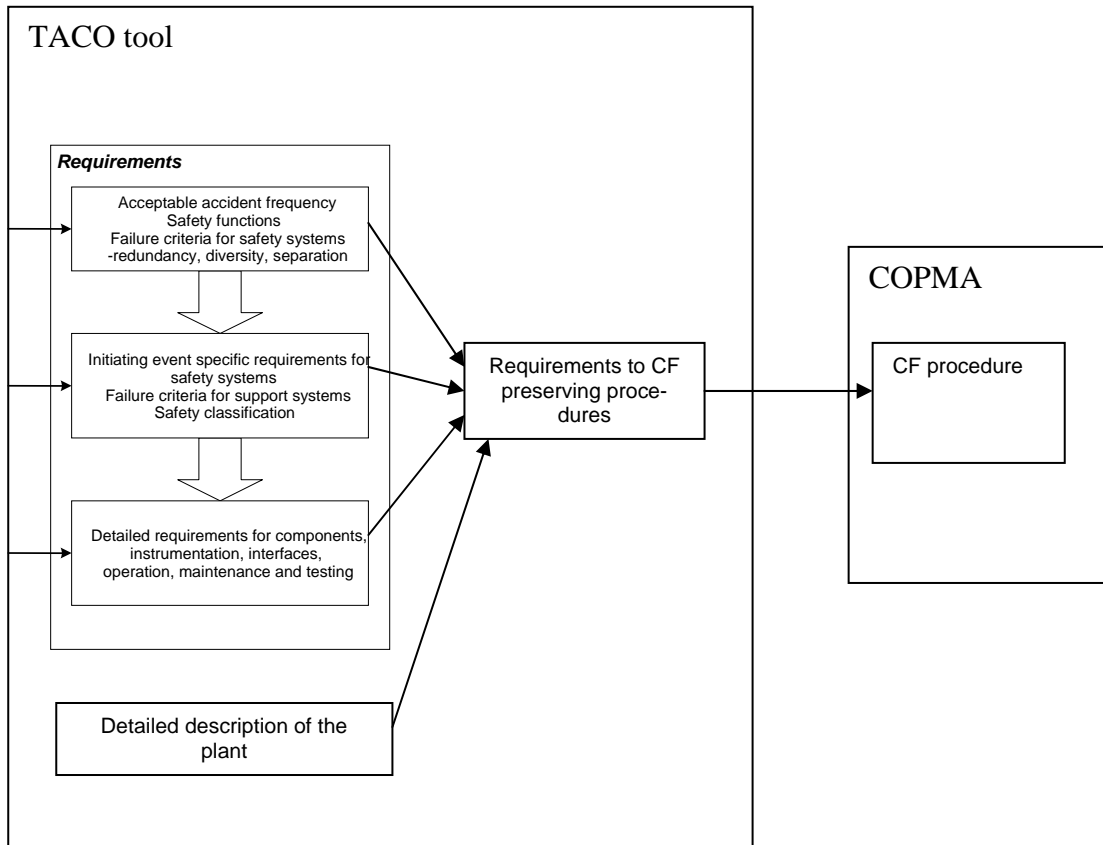 TACO tool
Requirements
Acceptable accident frequency
Safety functions
Failure criteria for safety systems
-redundancy, diversity, separation
Initiating event specific requirements for
safety systems
Failure criteria for support systems
Safety classification
Detailed requirements for components,
instrumentation, interfaces,
operation, maintenance and testing
Detailed description of the
plant
Requirements to CF
preserving proce-
dures
COPMA
CF procedure